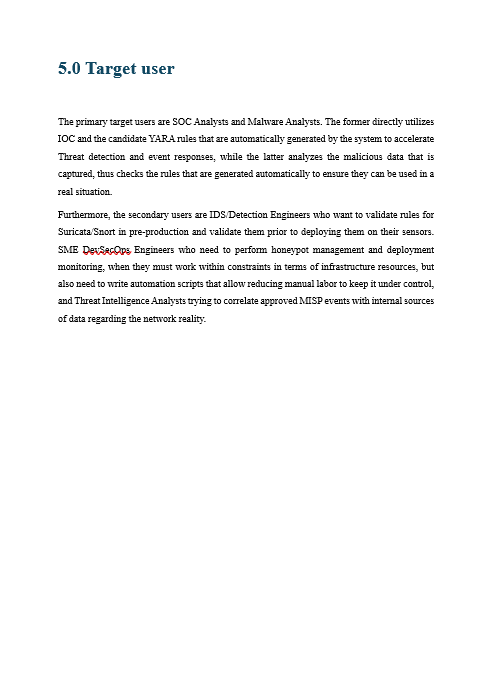 5.0 Target user
The primary target users are SOC Analysts and Malware Analysts. The former directly utilizes
IOC and the candidate YARA rules that are automatically generated by the system to accelerate
Threat detection and event responses, while the latter analyzes the malicious data that is
captured, thus checks the rules that are generated automatically to ensure they can be used in a
real situation.
Furthermore, the secondary users are IDS/Detection Engineers who want to validate rules for
Suricata/Snort in pre-production and validate them prior to deploying them on their sensors.
SME DevSecOps Engineers who need to perform honeypot management and deployment
monitoring, when they must work within constraints in terms of infrastructure resources, but
also need to write automation scripts that allow reducing manual labor to keep it under control,
and Threat Intelligence Analysts trying to correlate approved MISP events with internal sources
of data regarding the network reality.